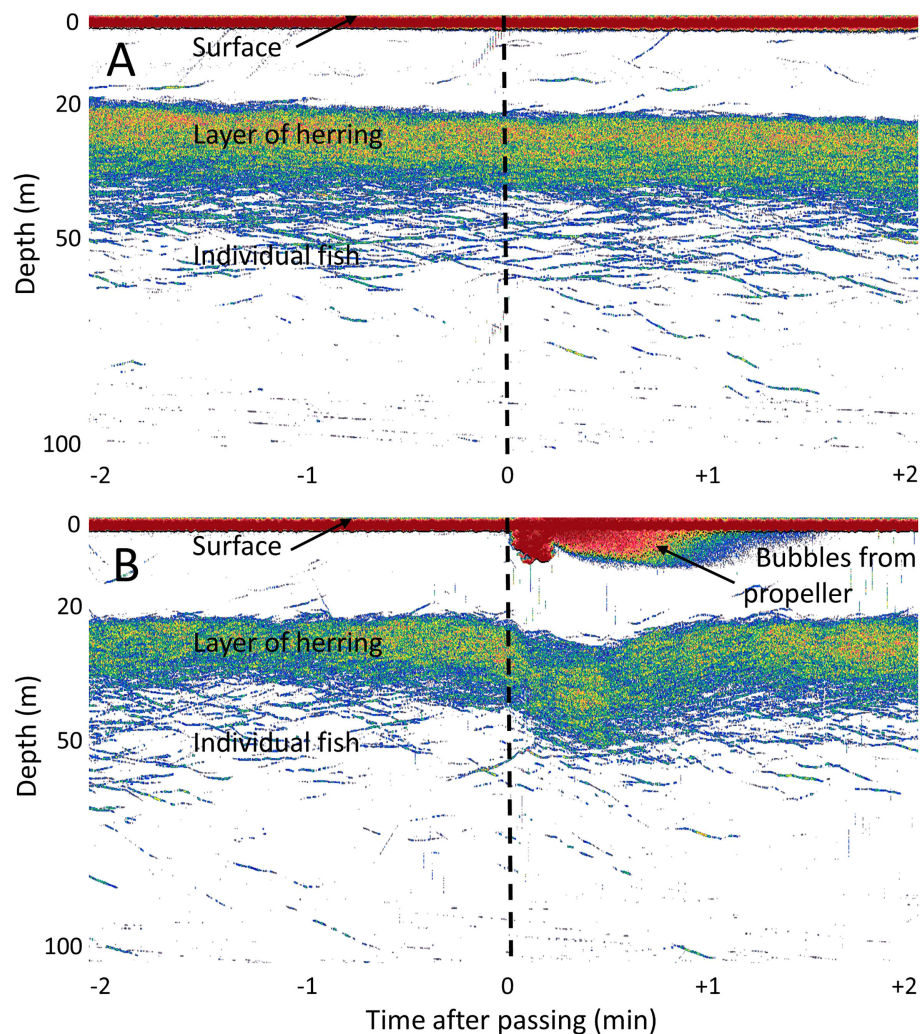 0
Surface
A
20
Layer of herring
Depth (m)
50
Individual fish
100
-2 -1 0 +1 +2
0
Surface
B
Bubbles from
propeller
20
Layer of herring
Depth (m)
50
Individual fish
100
-2 -1 0 +1 +2
Time after passing (min)